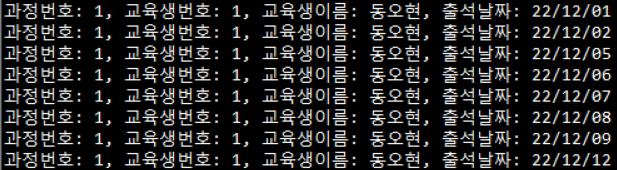 과정번호: 1, 교육생번호: 1, 교육생이름: 동오현, 출석날짜: 22/12/01
과정번호: 1, 교육생번호: 1, 교육생이름: 동오현, 출석날짜: 22/12/02
과정번호: 1, 교육생번호: 1, 교육생이름: 동오현, 출석날짜: 22/12/05
과정번호: 1, 교육생번호: 1, 교육생이름: 동오현, 출석날짜: 22/12/06
과정번호: 1, 교육생번호: 1, 교육생이름: 동오현, 출석날짜: 22/12/07
과정번호: 1, 교육생번호: 1, 교육생이름: 동오현, 출석날짜: 22/12/08
과정번호: 1, 교육생번호: 1, 교육생이름: 동오현, 출석날짜: 22/12/09
과정번호: 1, 교육생번호: 1, 교육생이름: 동오현, 출석날짜: 22/12/12